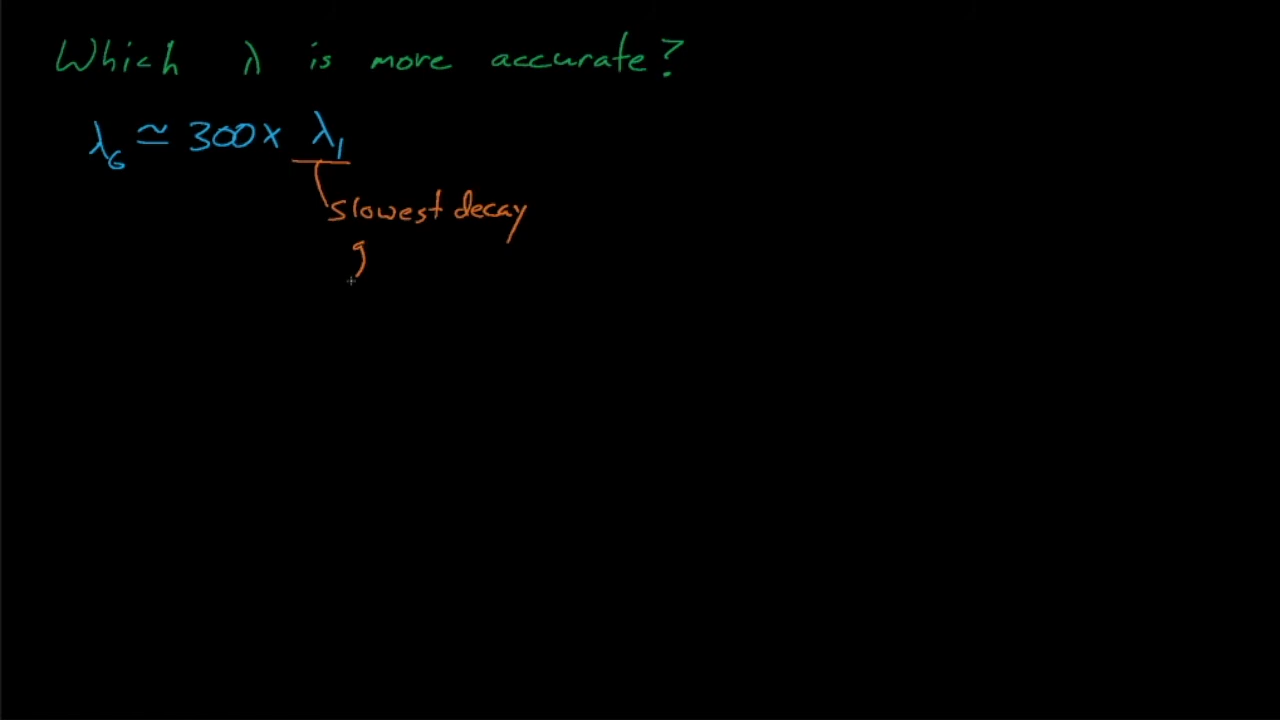 Which λ is more accurate?
λ₆ ≃ 300x λ₁
slowest decay